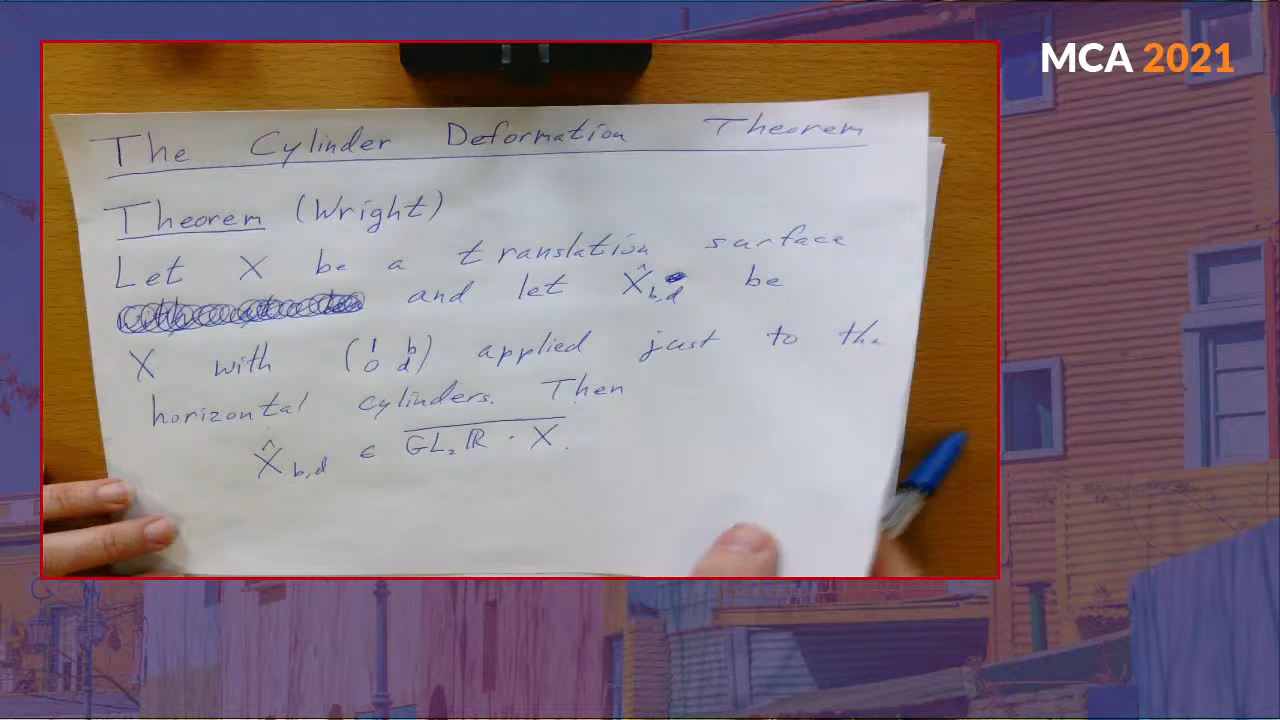 MCA 2021
The Cylinder Deformation Theorem
Theorem (Wright)
Let X be a translation surface
and let X̂_{b,d} be
X with (1 b
0 d) applied just to the
horizontal cylinders. Then
X̂_{b,d} ∈ \overline{GL₂ℝ · X}.